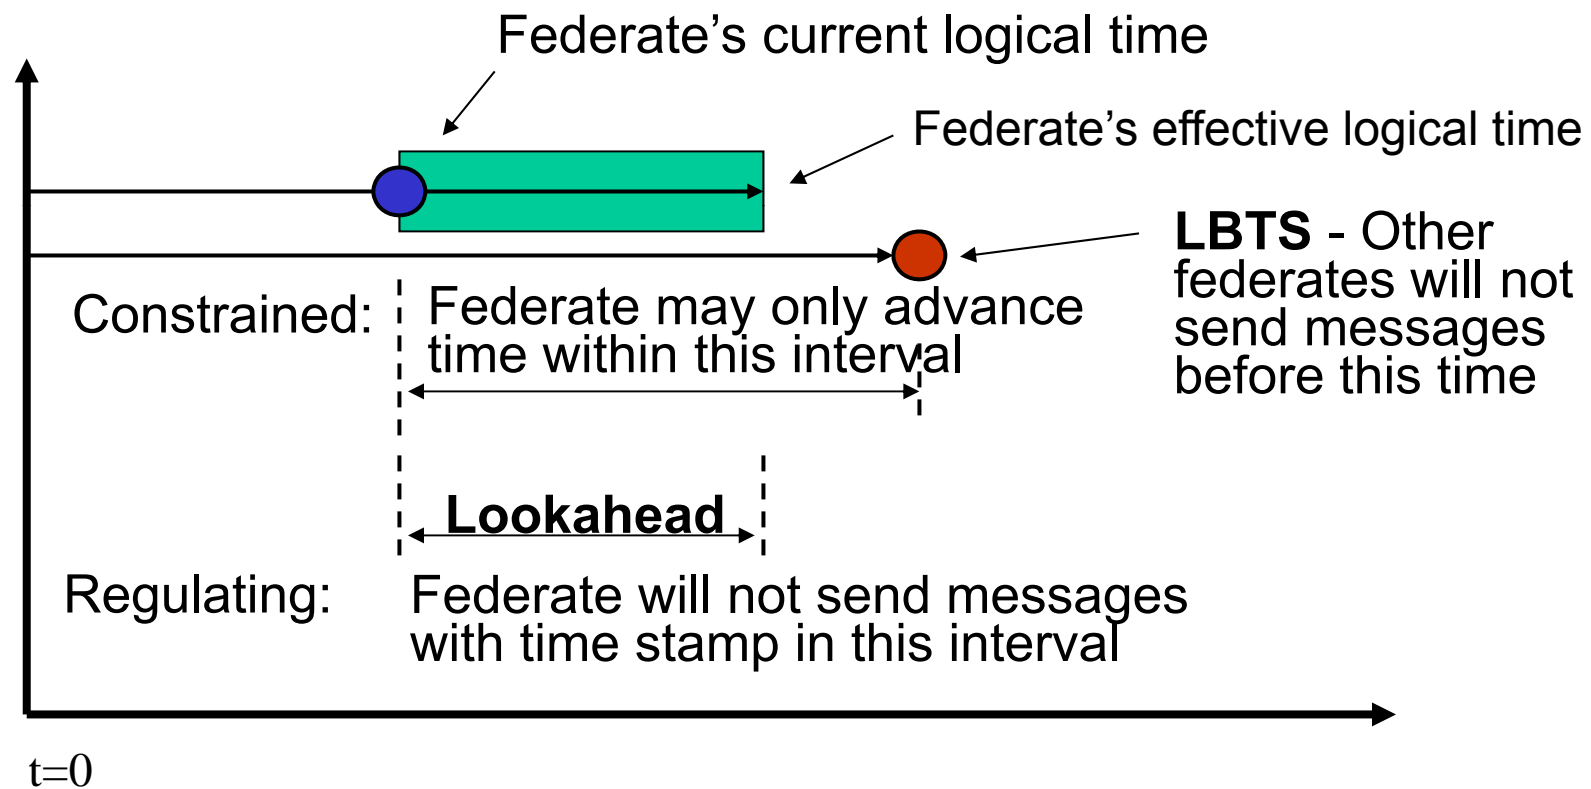 Federate’s current logical time
Federate’s effective logical time
LBTS - Other
federates will not
send messages
before this time
Constrained:
Federate may only advance
time within this interval
Lookahead
Regulating:
Federate will not send messages
with time stamp in this interval
t=0